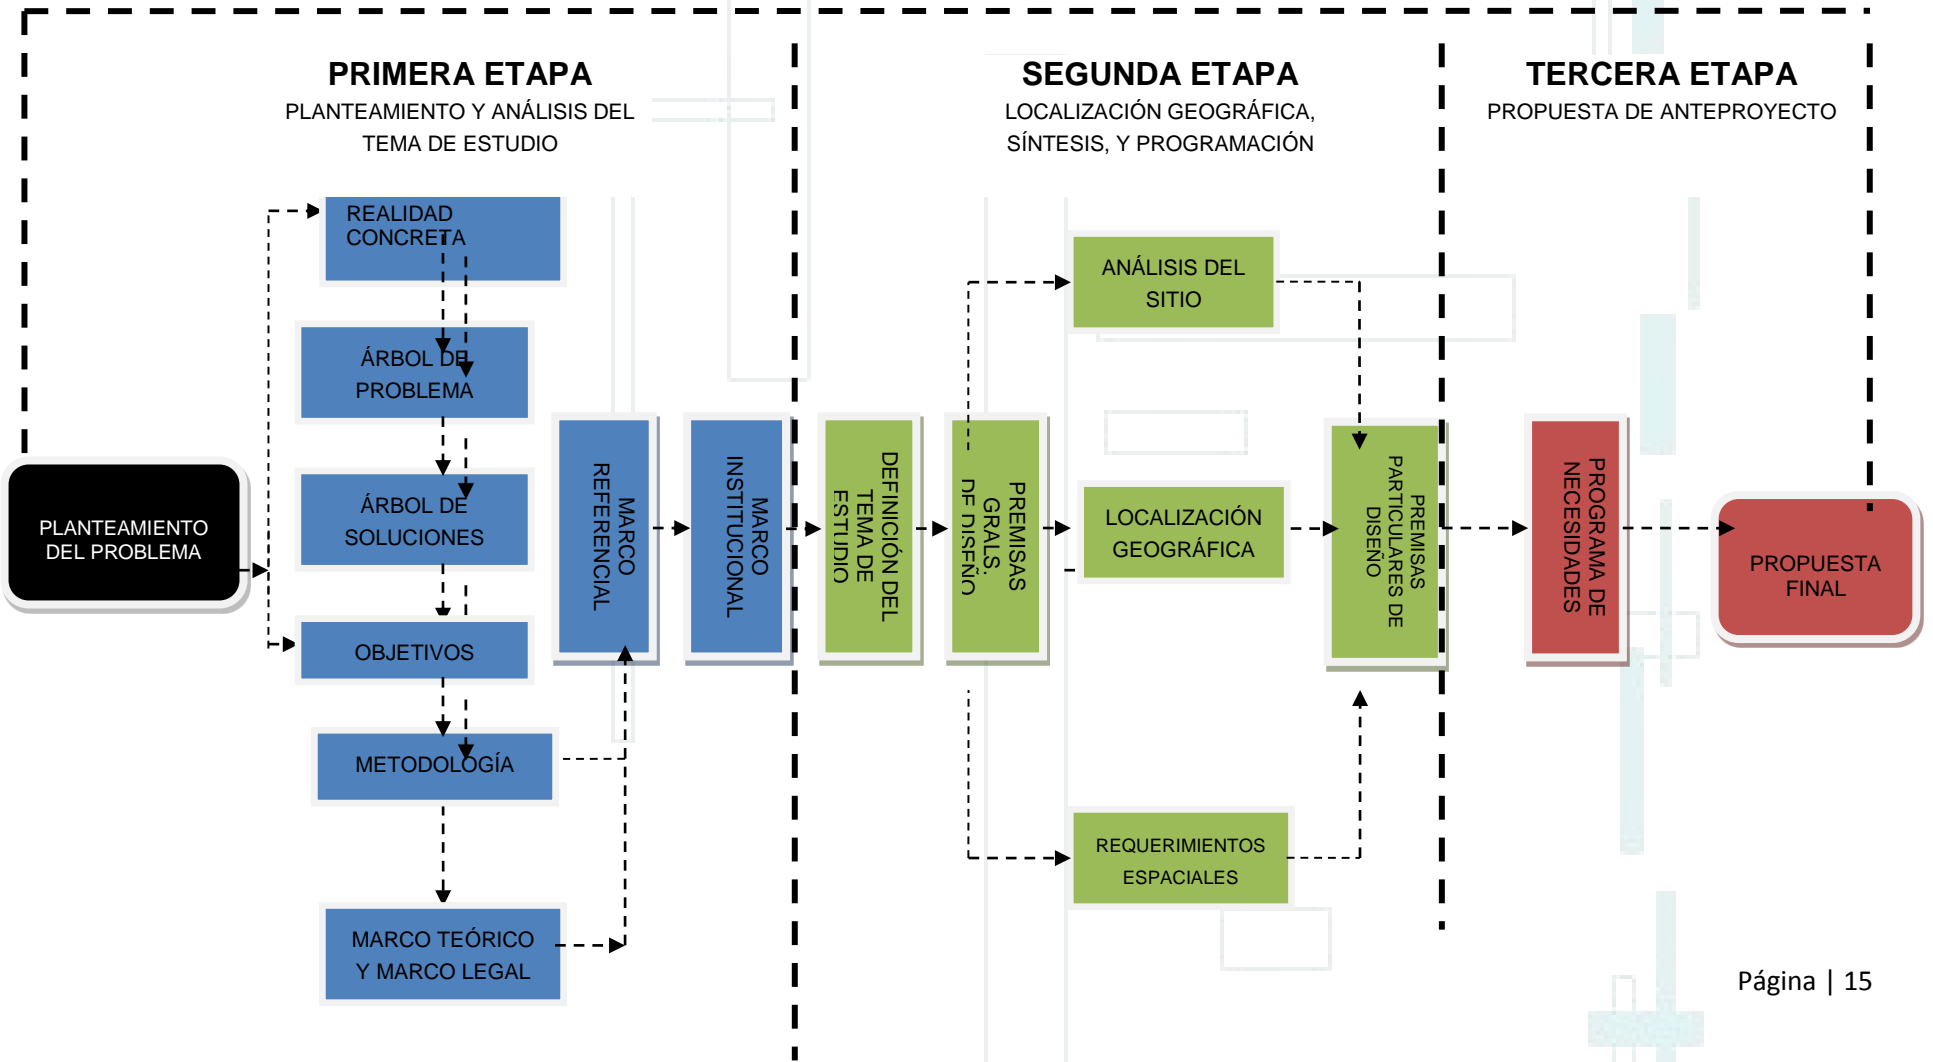 PRIMERA ETAPA
PLANTEAMIENTO Y ANÁLISIS DEL
TEMA DE ESTUDIO
SEGUNDA ETAPA
LOCALIZACIÓN GEOGRÁFICA,
SÍNTESIS, Y PROGRAMACIÓN
TERCERA ETAPA
PROPUESTA DE ANTEPROYECTO
PLANTEAMIENTO
DEL PROBLEMA
REALIDAD
CONCRETA
ÁRBOL DE
PROBLEMA
ÁRBOL DE
SOLUCIONES
OBJETIVOS
METODOLOGÍA
MARCO TEÓRICO
Y MARCO LEGAL
MARCO
REFERENCIAL
MARCO
INSTITUCIONAL
DEFINICIÓN DEL
TEMA DE
ESTUDIO
PREMISAS
GRALS.
DE DISEÑO
ANÁLISIS DEL
SITIO
LOCALIZACIÓN
GEOGRÁFICA
REQUERIMIENTOS
ESPACIALES
PREMISAS
PARTICULARES DE
DISEÑO
PROGRAMA DE
NECESIDADES
PROPUESTA
FINAL
Página | 15